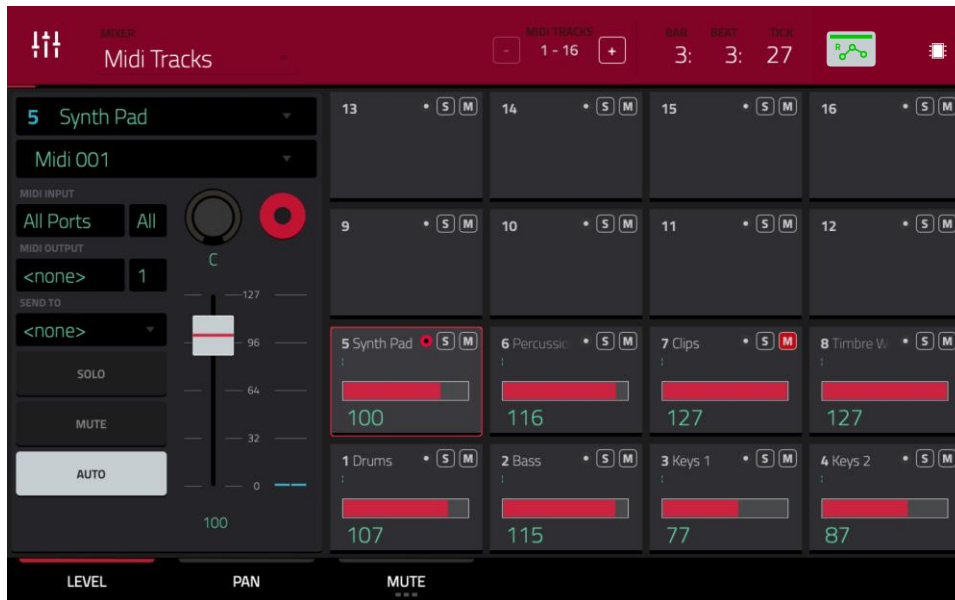 MIXER
Midi Tracks
MIDI TRACKS
- 1 - 16 +
BAR BEAT TICK
3: 3: 27
R
5 Synth Pad
Midi 001
MIDI INPUT
All Ports All
MIDI OUTPUT
<none> 1
SEND TO
<none>
SOLO
MUTE
AUTO
C
127
96
64
32
0
100
13 S M
14 S M
15 S M
16 S M
9 S M
10 S M
11 S M
12 S M
5 Synth Pad S M
100
6 Percussic S M
116
7 Clips S M
127
8 Timbre W S M
127
1 Drums S M
107
2 Bass S M
115
3 Keys 1 S M
77
4 Keys 2 S M
87
LEVEL
PAN
MUTE